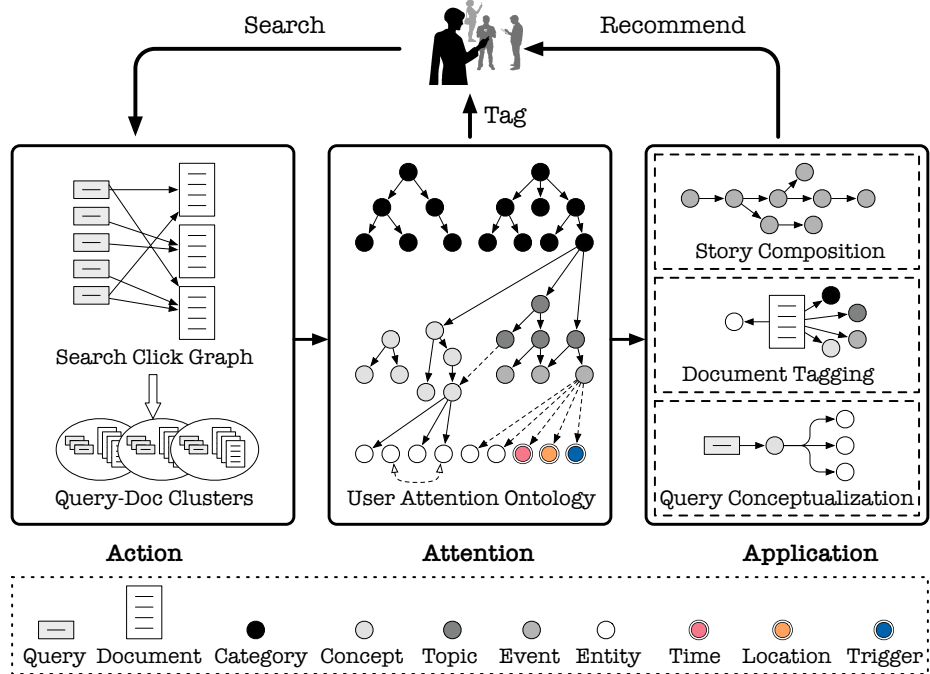 Search
Recommend
Tag
Search Click Graph
Query-Doc Clusters
User Attention Ontology
Story Composition
Document Tagging
Query Conceptualization
Action
Attention
Application
Query
Document
Category
Concept
Topic
Event
Entity
Time
Location
Trigger